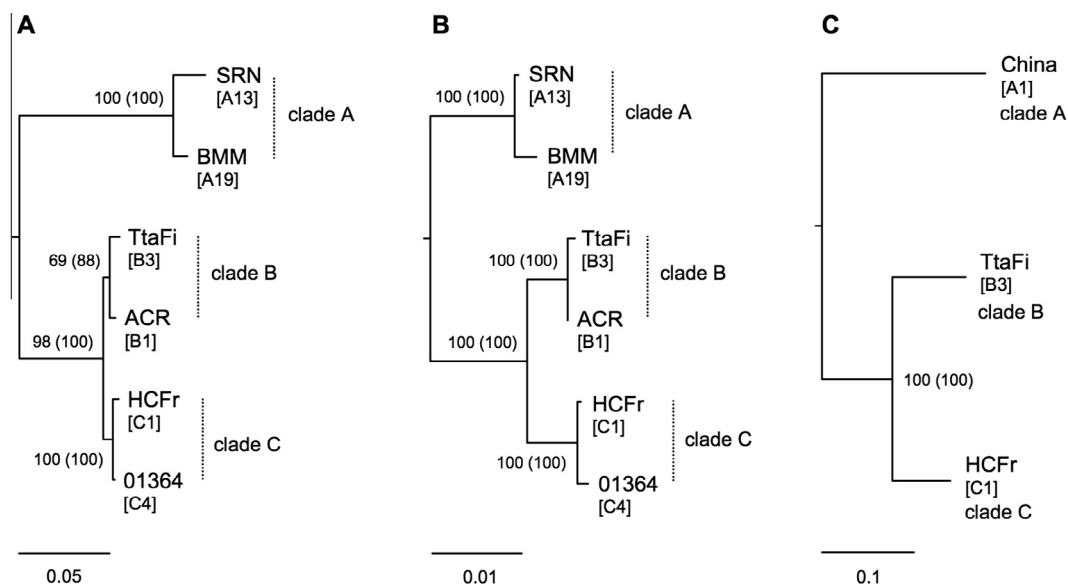 A
SRN
[A13]
100 (100)
clade A
BMM
[A19]
TtaFi
[B3]
69 (88)
clade B
ACR
[B1]
98 (100)
HCFr
[C1]
clade C
100 (100)
01364
[C4]
0.05
B
SRN
[A13]
100 (100)
clade A
BMM
[A19]
TtaFi
[B3]
100 (100)
clade B
ACR
[B1]
100 (100)
HCFr
[C1]
clade C
100 (100)
01364
[C4]
0.01
C
China
[A1]
clade A
TtaFi
[B3]
clade B
100 (100)
HCFr
[C1]
clade C
0.1